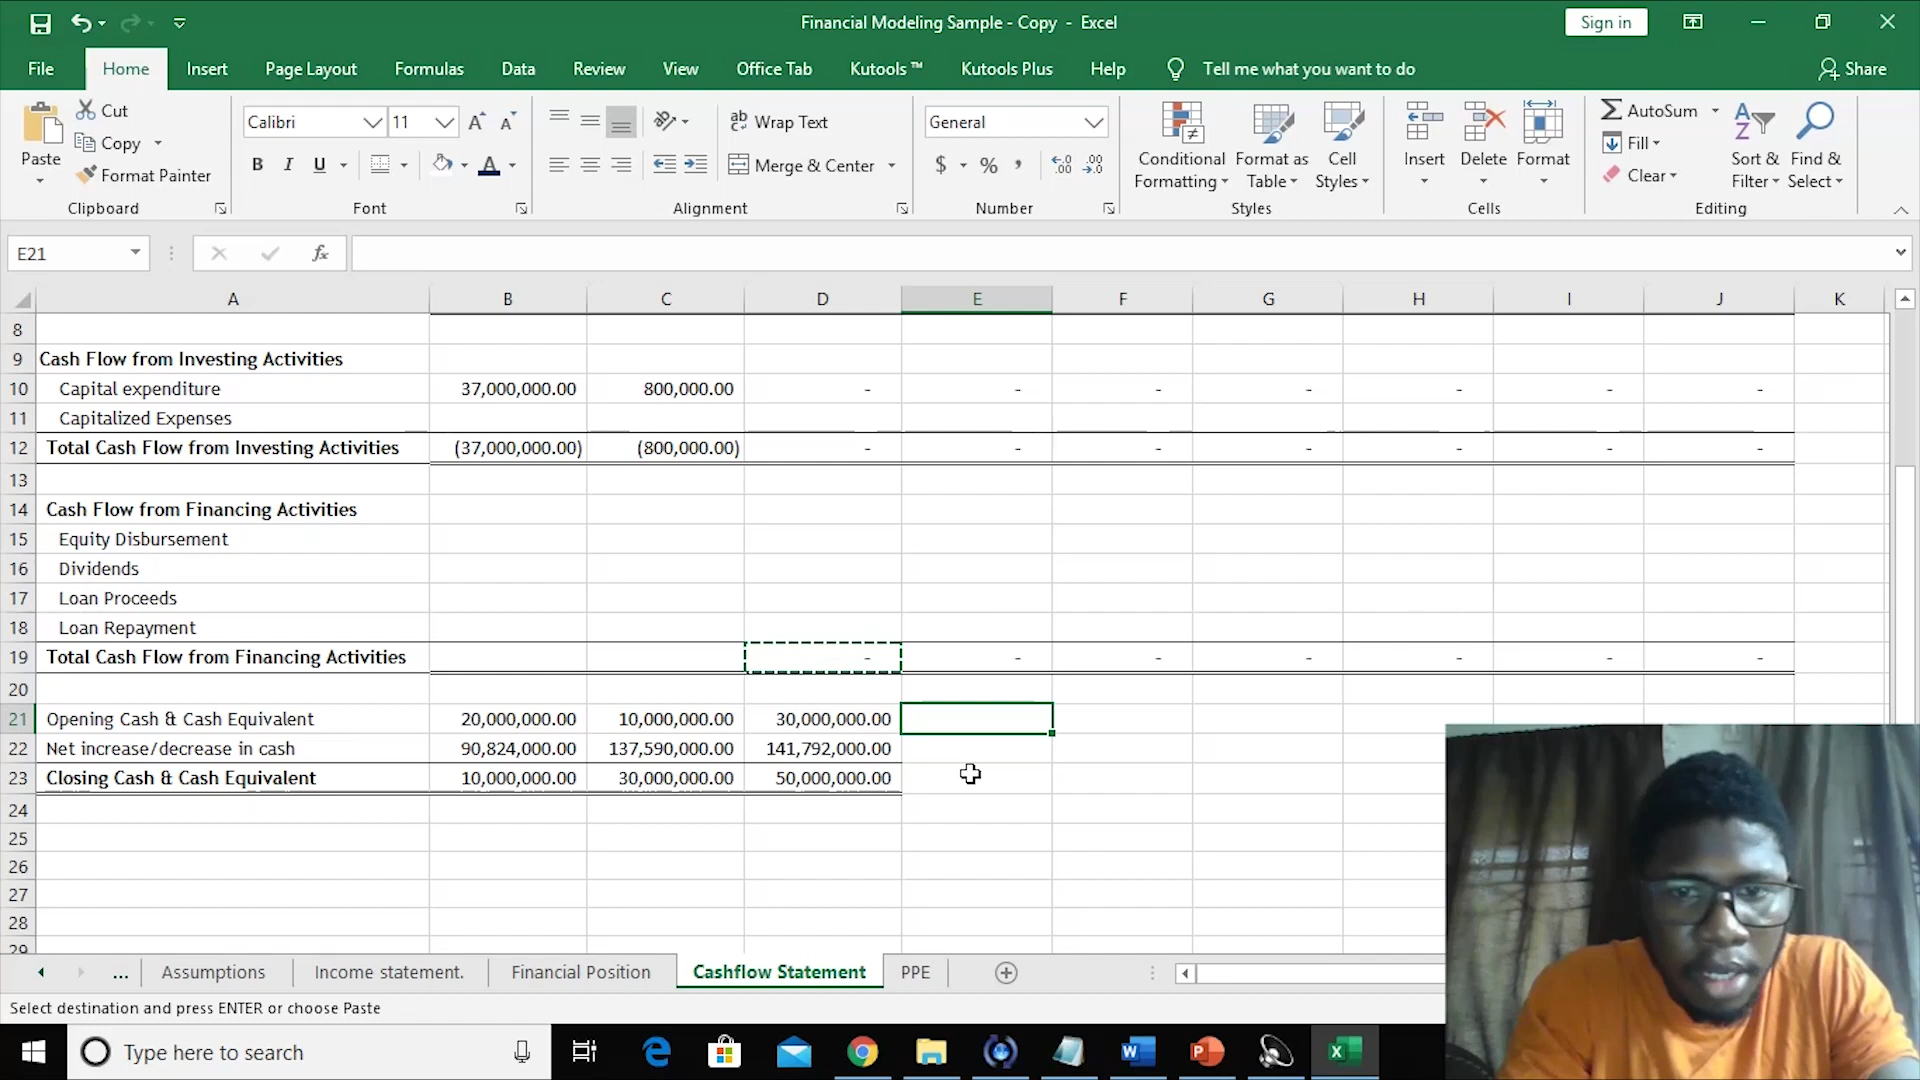 Financial Modeling Sample - Copy - Excel
Sign in
File Home Insert Page Layout Formulas Data Review View Office Tab Kutools ™ Kutools Plus Help Tell me what you want to do Share
Paste
Cut
Copy
Format Painter
Clipboard
Calibri 11
B I U
Font
Wrap Text
Merge & Center
Alignment
General
$ % ,
Number
Conditional Formatting
Format as Table
Cell Styles
Styles
Insert Delete Format
Cells
AutoSum
Fill
Clear
Sort & Filter
Find & Select
Editing
E21 fx
A B C D E F G H I J K
8
9 Cash Flow from Investing Activities
10 Capital expenditure 37,000,000.00 800,000.00 - - - - - - -
11 Capitalized Expenses
12 Total Cash Flow from Investing Activities (37,000,000.00) (800,000.00) - - - - - - -
13
14 Cash Flow from Financing Activities
15 Equity Disbursement
16 Dividends
17 Loan Proceeds
18 Loan Repayment
19 Total Cash Flow from Financing Activities - - - - - - -
20
21 Opening Cash & Cash Equivalent 20,000,000.00 10,000,000.00 30,000,000.00
22 Net increase/decrease in cash 90,824,000.00 137,590,000.00 141,792,000.00
23 Closing Cash & Cash Equivalent 10,000,000.00 30,000,000.00 50,000,000.00
24
25
26
27
28
29
... Assumptions Income statement. Financial Position Cashflow Statement PPE
Select destination and press ENTER or choose Paste
Type here to search